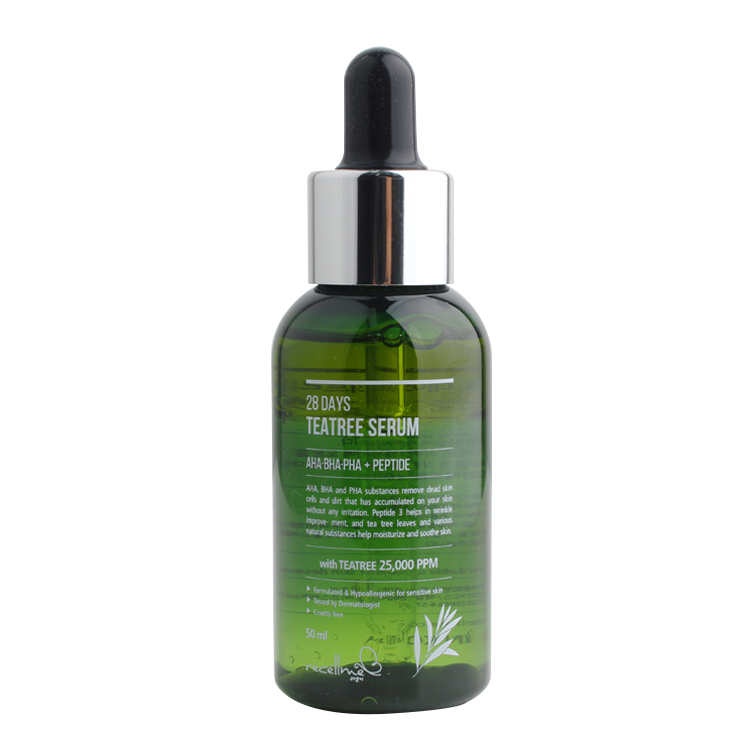 28 DAYS
TEATREE SERUM
AHA·BHA·PHA + PEPTIDE
AHA, BHA and PHA substances remove dead skin
cells and dirt that has accumulated on your skin
without any irritation. Peptide 3 helps in wrinkle
improve- ment, and tea tree leaves and various
natural substances help moisturize and soothe skin.
with TEATREE 25,000 PPM
Formulated & Hypoallergenic for sensitive skin
Tested by Dermatologist
Cruelty free
50 ml
recellme